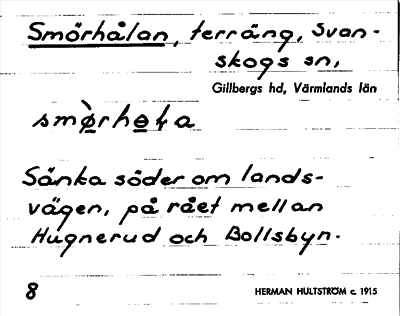 Smörhålan, terräng, Svan-
skogs sn,
Gillbergs hd, Värmlands län
Sänka söder om lands-
vägen, på rået mellan
Hugnerud och Bollsbyn.
8
HERMAN HULTSTRÖM c. 1915